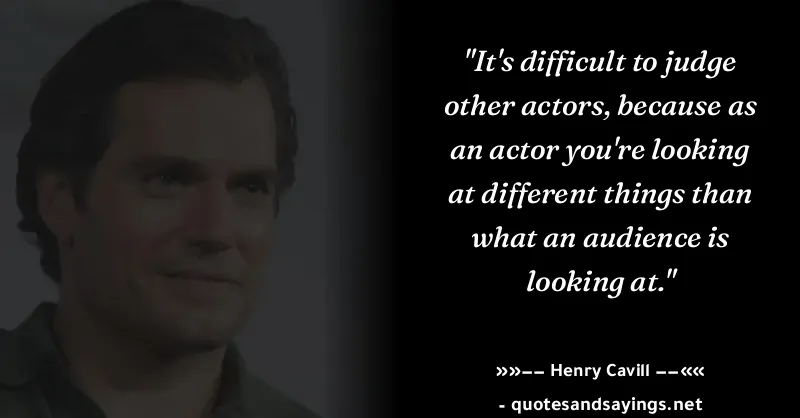 "It's difficult to judge
other actors, because as
an actor you're looking
at different things than
what an audience is
looking at."
»»–– Henry Cavill ––««
- quotesandsayings.net